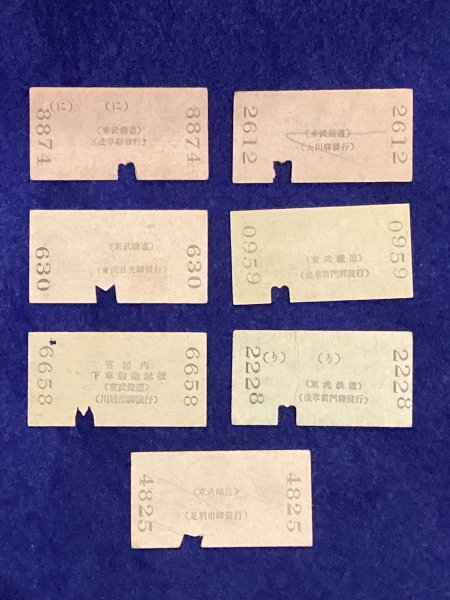 8874
(に) (に)
(東武鐵道)
(淺草驛發行)
8874
2612
(東武鐵道)
(太田驛發行)
2612
630
(東武鐵道)
(東武日光驛發行)
630
0959
(東武鐵道)
(淺草雷門驛發行)
0959
6658
省線內
下車前途無效
(東武鐵道)
(川越市驛發行)
6658
2228
(り) (り)
(東武鉄道)
(淺草雷門驛發行)
2228
4825
(東武鐵道)
(足利市驛發行)
4825